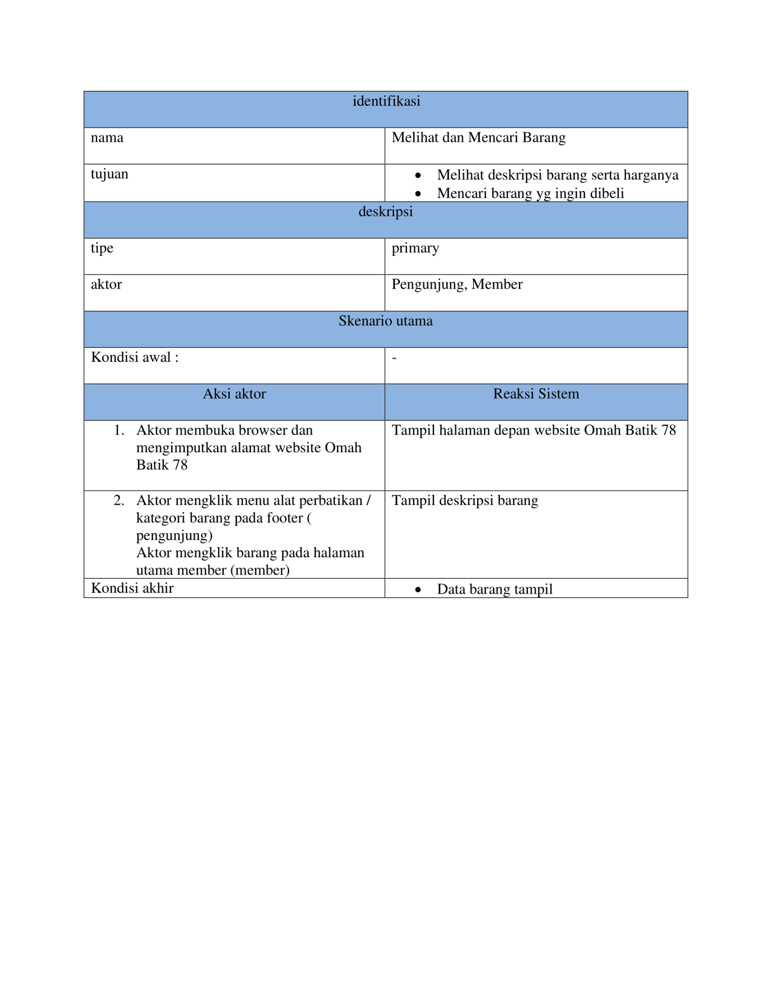 identifikasi
nama
Melihat dan Mencari Barang
tujuan
• Melihat deskripsi barang serta harganya
• Mencari barang yg ingin dibeli
deskripsi
tipe
primary
aktor
Pengunjung, Member
Skenario utama
Kondisi awal :
-
Aksi aktor
Reaksi Sistem
1. Aktor membuka browser dan
mengimputkan alamat website Omah
Batik 78
Tampil halaman depan website Omah Batik 78
2. Aktor mengklik menu alat perbatikan /
kategori barang pada footer (
pengunjung)
Aktor mengklik barang pada halaman
utama member (member)
Tampil deskripsi barang
Kondisi akhir
• Data barang tampil